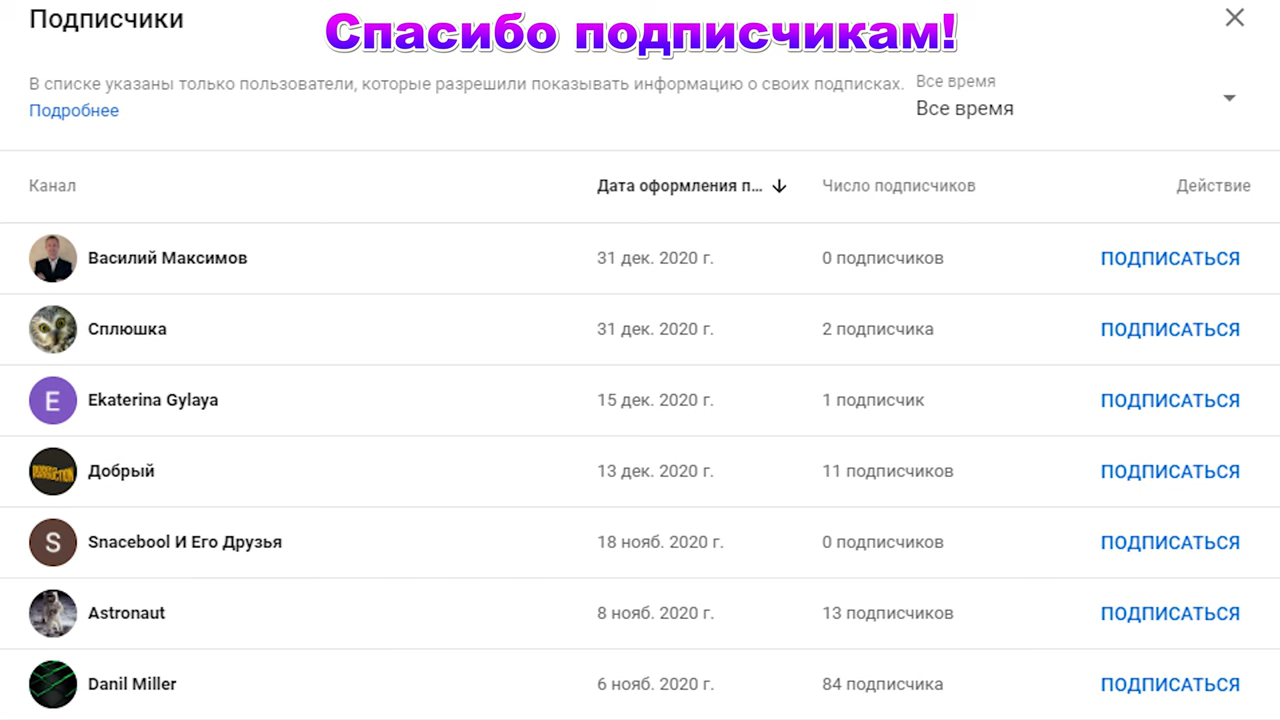 Подписчики
Спасибо подписчикам!
В списке указаны только пользователи, которые разрешили показывать информацию о своих подписках.
Подробнее
Все время
Все время
Канал Дата оформления п... Число подписчиков Действие
Василий Максимов 31 дек. 2020 г. 0 подписчиков ПОДПИСАТЬСЯ
Сплюшка 31 дек. 2020 г. 2 подписчика ПОДПИСАТЬСЯ
E Ekaterina Gylaya 15 дек. 2020 г. 1 подписчик ПОДПИСАТЬСЯ
Добрый 13 дек. 2020 г. 11 подписчиков ПОДПИСАТЬСЯ
S Snacebool И Его Друзья 18 нояб. 2020 г. 0 подписчиков ПОДПИСАТЬСЯ
Astronaut 8 нояб. 2020 г. 13 подписчиков ПОДПИСАТЬСЯ
Danil Miller 6 нояб. 2020 г. 84 подписчика ПОДПИСАТЬСЯ